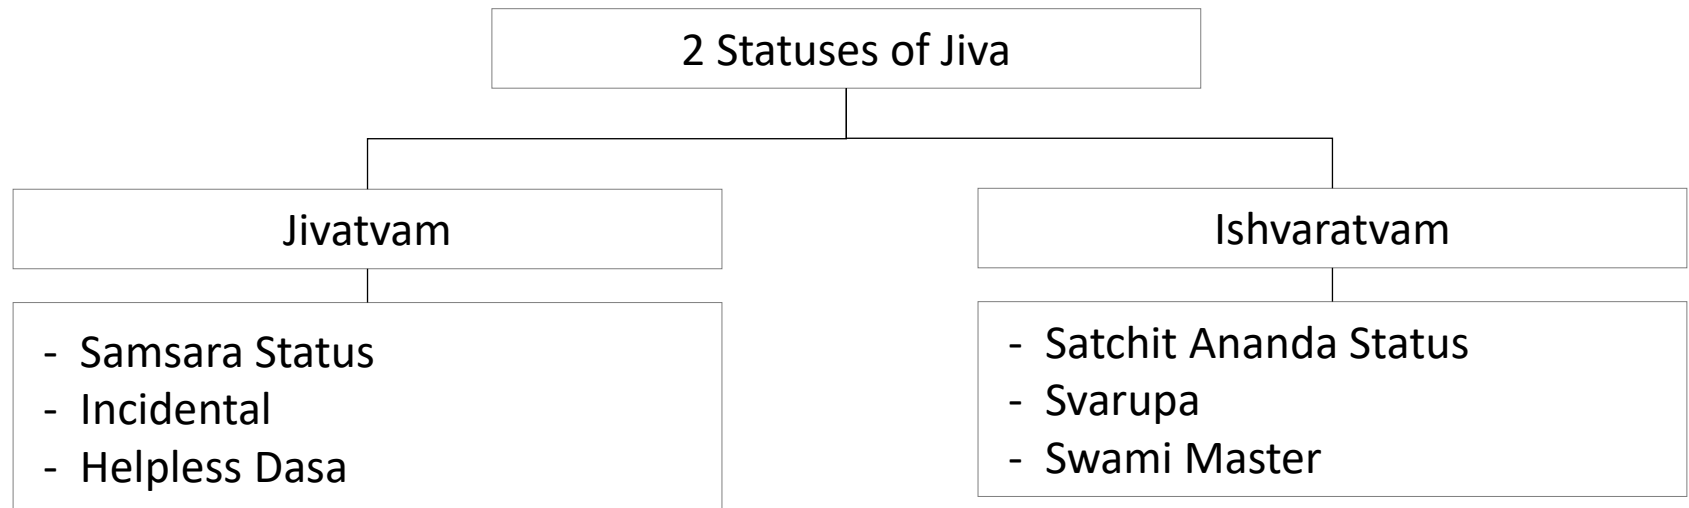 2 Statuses of Jiva
Jivatvam
- Samsara Status
- Incidental
- Helpless Dasa
Ishvaratvam
- Satchit Ananda Status
- Svarupa
- Swami Master